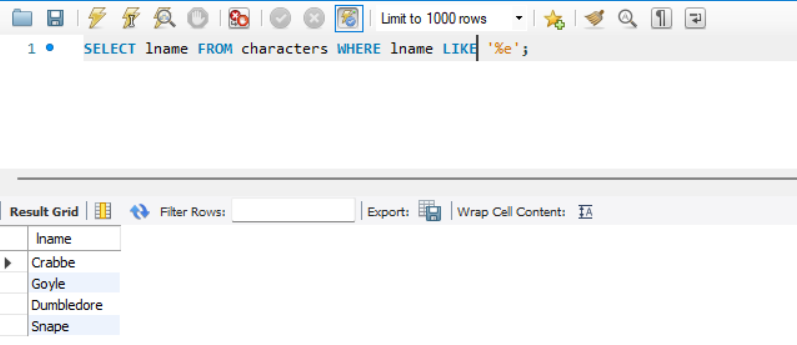 Limit to 1000 rows
1 SELECT lname FROM characters WHERE lname LIKE '%e';
Result Grid Filter Rows: Export: Wrap Cell Content: IA
lname
Crabbe
Goyle
Dumbledore
Snape